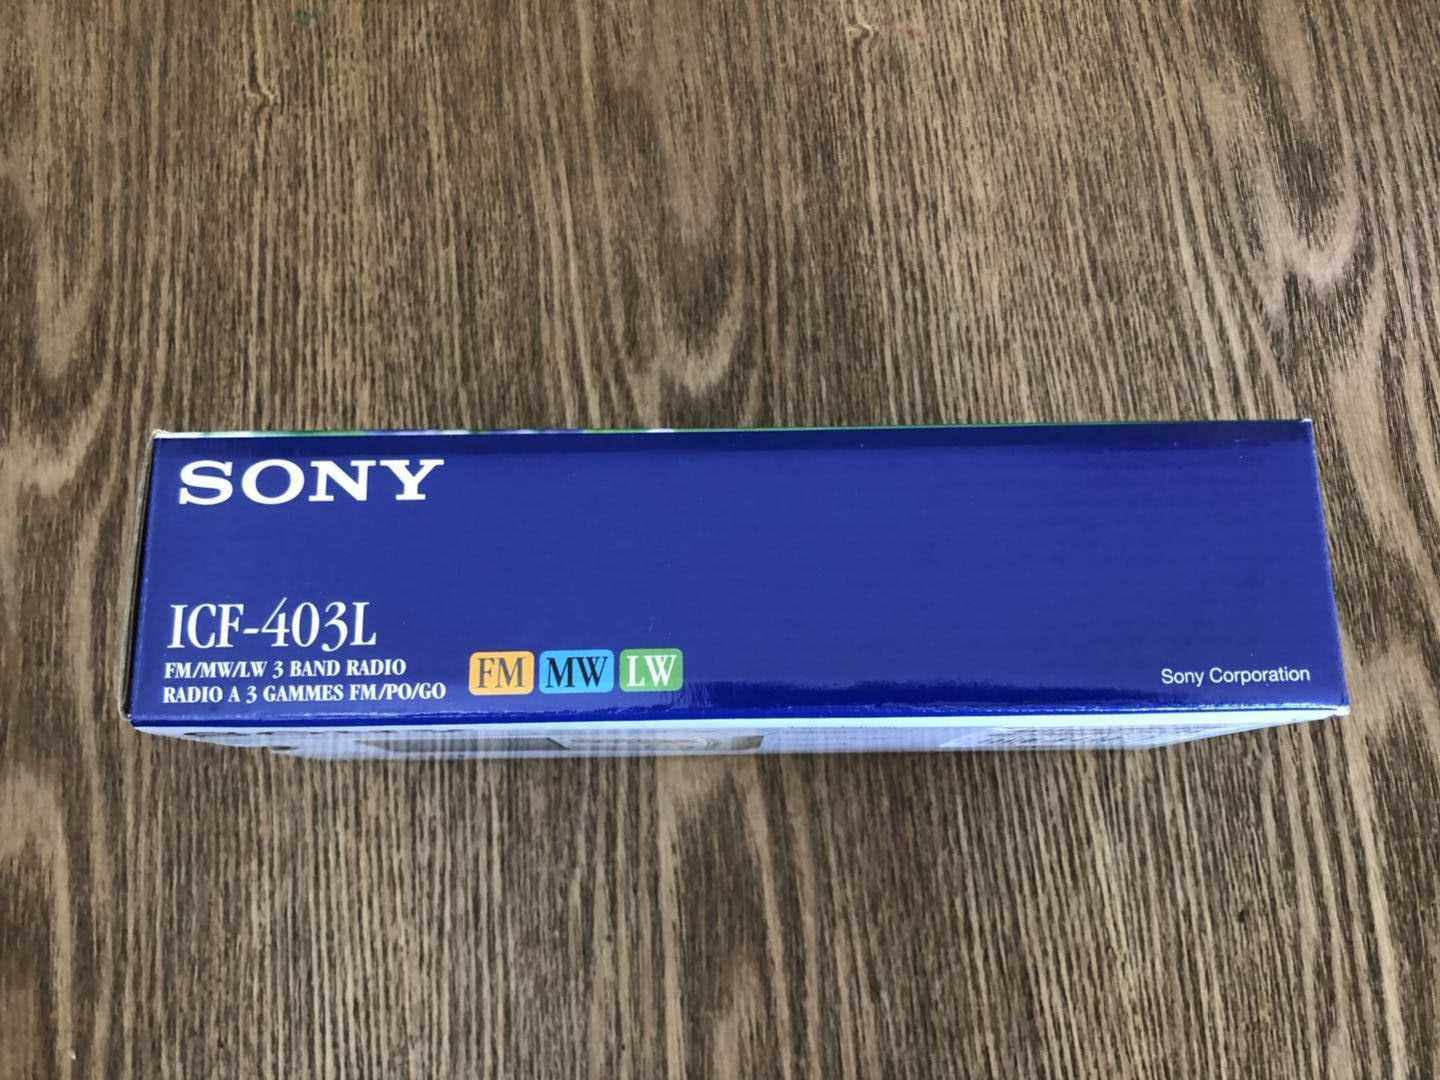 SONY
ICF-403L
FM/MW/LW 3 BAND RADIO
RADIO A 3 GAMMES FM/PO/GO
FM MW LW
Sony Corporation